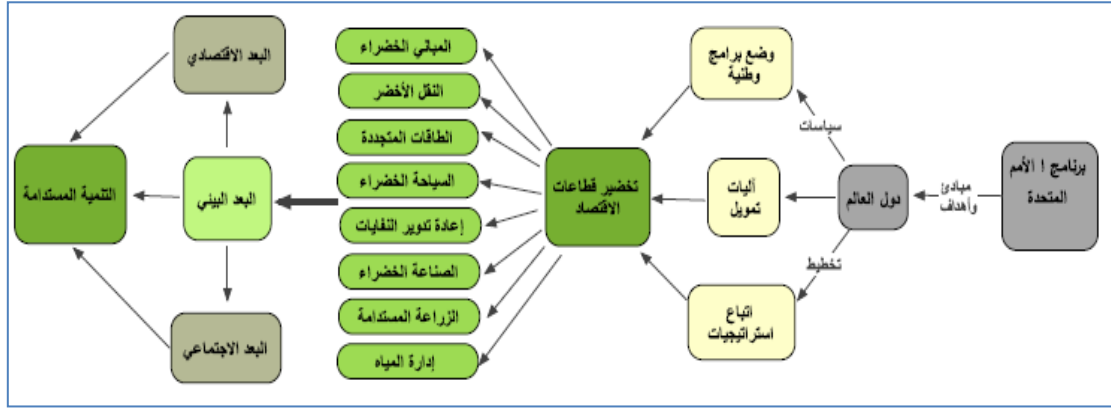 برنامج ا الأمم
المتحدة
مبادئ
وأهداف
دول العالم
سياسات
تخطيط
وضع برامج
وطنية
آليات
تمويل
اتباع
استراتيجيات
تخضير قطاعات
الاقتصاد
المباني الخضراء
النقل الأخضر
الطاقات المتجددة
السياحة الخضراء
إعادة تدوير النفايات
الصناعة الخضراء
الزراعة المستدامة
إدارة المياه
البعد الاقتصادي
البعد البيئي
البعد الاجتماعي
التنمية المستدامة